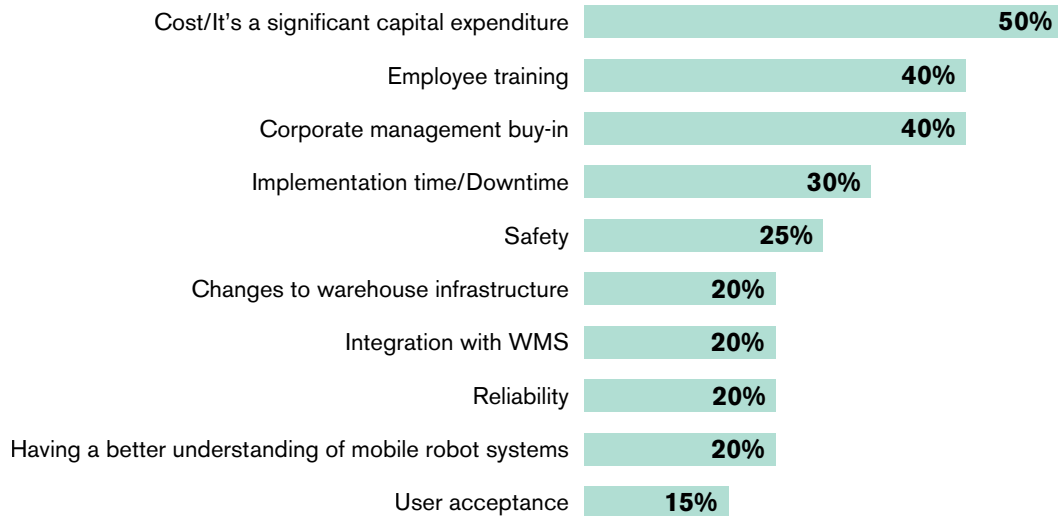 Cost/It’s a significant capital expenditure 50%
Employee training 40%
Corporate management buy-in 40%
Implementation time/Downtime 30%
Safety 25%
Changes to warehouse infrastructure 20%
Integration with WMS 20%
Reliability 20%
Having a better understanding of mobile robot systems 20%
User acceptance 15%